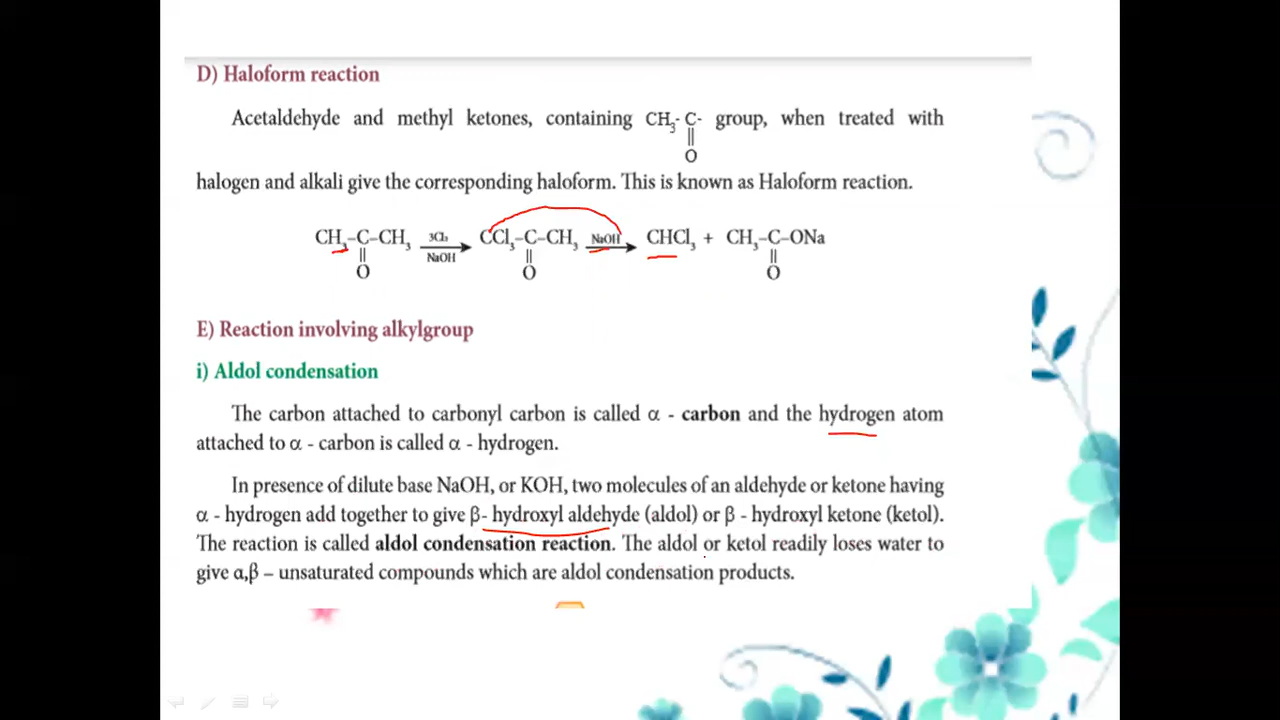 D) Haloform reaction
Acetaldehyde and methyl ketones, containing CH₃-C- group, when treated with
||
O
halogen and alkali give the corresponding haloform. This is known as Haloform reaction.
CH₃–C–CH₃ 3Cl₂ NaOH CCl₃–C–CH₃ NaOH CHCl₃ + CH₃–C–ONa
|| || ||
O O O
E) Reaction involving alkylgroup
i) Aldol condensation
The carbon attached to carbonyl carbon is called α - carbon and the hydrogen atom
attached to α - carbon is called α - hydrogen.
In presence of dilute base NaOH, or KOH, two molecules of an aldehyde or ketone having
α - hydrogen add together to give β- hydroxyl aldehyde (aldol) or β - hydroxyl ketone (ketol).
The reaction is called aldol condensation reaction. The aldol or ketol readily loses water to
give α,β – unsaturated compounds which are aldol condensation products.